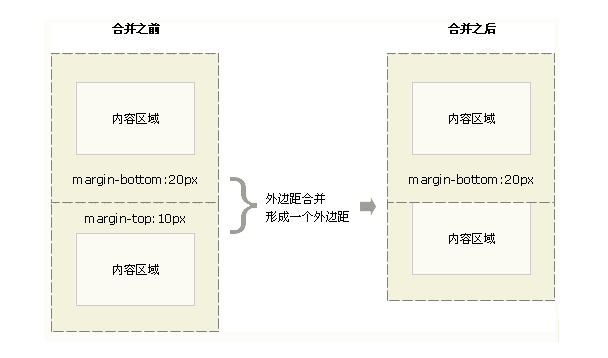 合并之前
合并之后
内容区域
内容区域
margin-bottom:20px
margin-bottom:20px
外边距合并
形成一个外边距
margin-top:10px
内容区域
内容区域